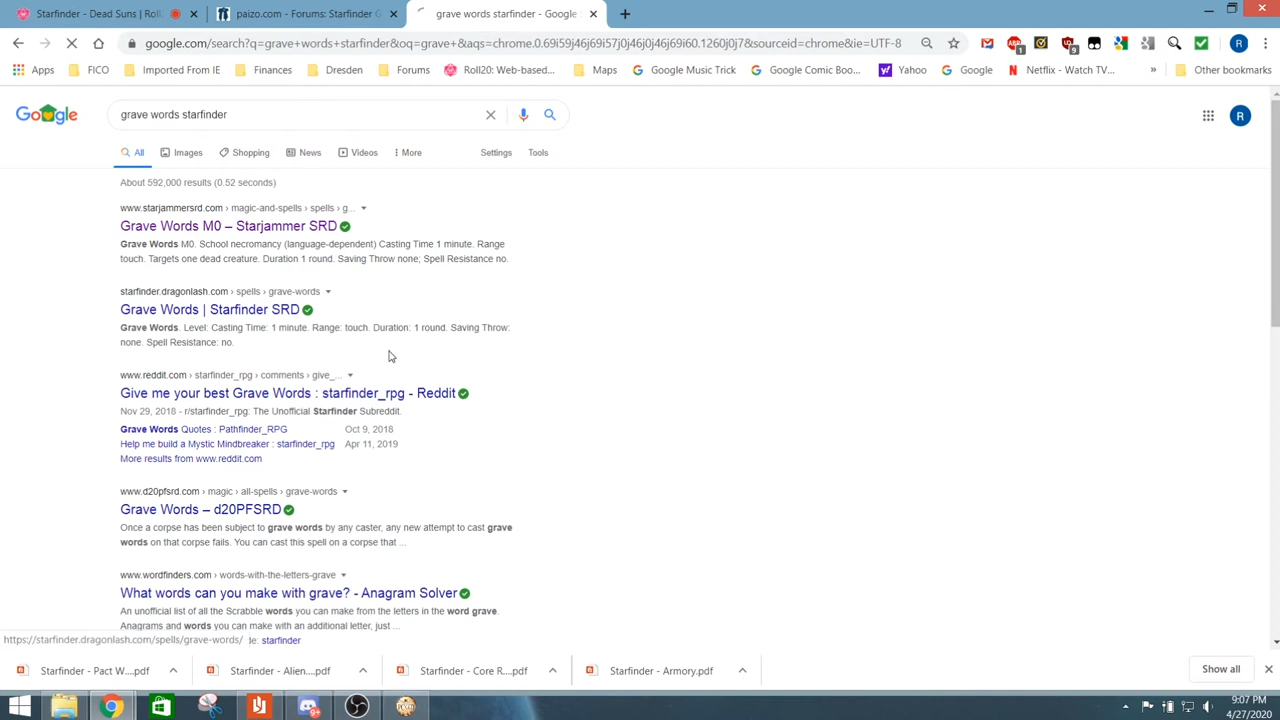 Starfinder - Dead Suns | Roll
paizo.com - Forums: Starfinder G
grave words starfinder - Google
google.com/search?q=grave+words+starfinder&oq=grave+&aqs=chrome.0.69i59j46j69i57j0j46j0j46j69i60.1260j0j7&sourceid=chrome&ie=UTF-8
1
9
R
Apps
FICO
Imported From IE
Finances
Dresden
Forums
Roll20: Web-based...
Maps
Google Music Trick
Google Comic Boo...
Yahoo
Google
Netflix - Watch TV...
»
Other bookmarks
Google
grave words starfinder
R
All
Images
Shopping
News
Videos
More
Settings
Tools
About 592,000 results (0.52 seconds)
www.starjammersrd.com › magic-and-spells › spells › g...
Grave Words M0 – Starjammer SRD
Grave Words M0. School necromancy (language-dependent) Casting Time 1 minute. Range
touch. Targets one dead creature. Duration 1 round. Saving Throw none; Spell Resistance no.
starfinder.dragonlash.com › spells › grave-words
Grave Words | Starfinder SRD
Grave Words. Level: Casting Time: 1 minute. Range: touch. Duration: 1 round. Saving Throw:
none. Spell Resistance: no.
www.reddit.com › starfinder_rpg › comments › give_...
Give me your best Grave Words : starfinder_rpg - Reddit
Nov 29, 2018 - r/starfinder_rpg: The Unofficial Starfinder Subreddit.
Grave Words Quotes : Pathfinder_RPG
Oct 9, 2018
Help me build a Mystic Mindbreaker : starfinder_rpg
Apr 11, 2019
More results from www.reddit.com
www.d20pfsrd.com › magic › all-spells › grave-words
Grave Words – d20PFSRD
Once a corpse has been subject to grave words by any caster, any new attempt to cast grave
words on that corpse fails. You can cast this spell on a corpse that ...
www.wordfinders.com › words-with-the-letters-grave
What words can you make with grave? - Anagram Solver
An unofficial list of all the Scrabble words you can make from the letters in the word grave.
Anagrams and words you can make with an additional letter, just ...
https://starfinder.dragonlash.com/spells/grave-words/
de: starfinder
Starfinder - Pact W....pdf
Starfinder - Alien....pdf
Starfinder - Core R....pdf
Starfinder - Armory.pdf
Show all
9:07 PM
4/27/2020